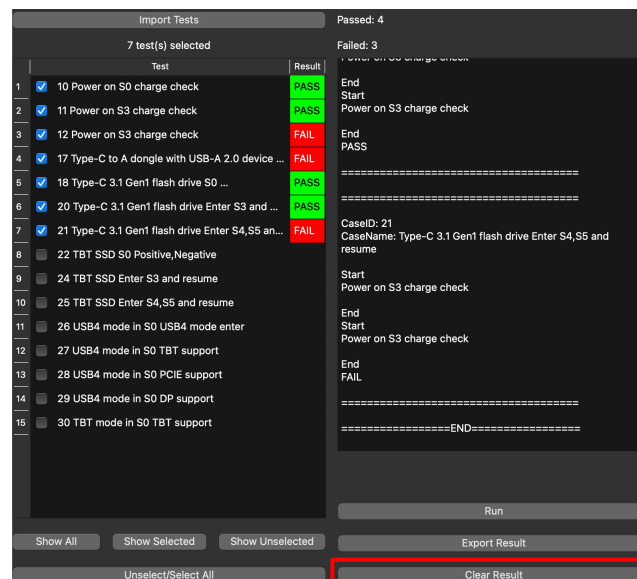 Import Tests
Passed: 4
7 test(s) selected
Failed: 3
Test Result
1 10 Power on S0 charge check PASS
2 11 Power on S3 charge check PASS
3 12 Power on S3 charge check FAIL
4 17 Type-C to A dongle with USB-A 2.0 device ... FAIL
5 18 Type-C 3.1 Gen1 flash drive S0 ... PASS
6 20 Type-C 3.1 Gen1 flash drive Enter S3 and ... PASS
7 21 Type-C 3.1 Gen1 flash drive Enter S4,S5 an... FAIL
8 22 TBT SSD S0 Positive,Negative
9 24 TBT SSD Enter S3 and resume
10 25 TBT SSD Enter S4,S5 and resume
11 26 USB4 mode in S0 USB4 mode enter
12 27 USB4 mode in S0 TBT support
13 28 USB4 mode in S0 PCIE support
14 29 USB4 mode in S0 DP support
15 30 TBT mode in S0 TBT support
Power on S3 charge check
End
Start
Power on S3 charge check
End
PASS
=====================================
=====================================
CaseID: 21
CaseName: Type-C 3.1 Gen1 flash drive Enter S4,S5 and
resume
Start
Power on S3 charge check
End
Start
Power on S3 charge check
End
FAIL
=====================================
=================END=================
Run
Show All Show Selected Show Unselected
Export Result
Unselect/Select All
Clear Result